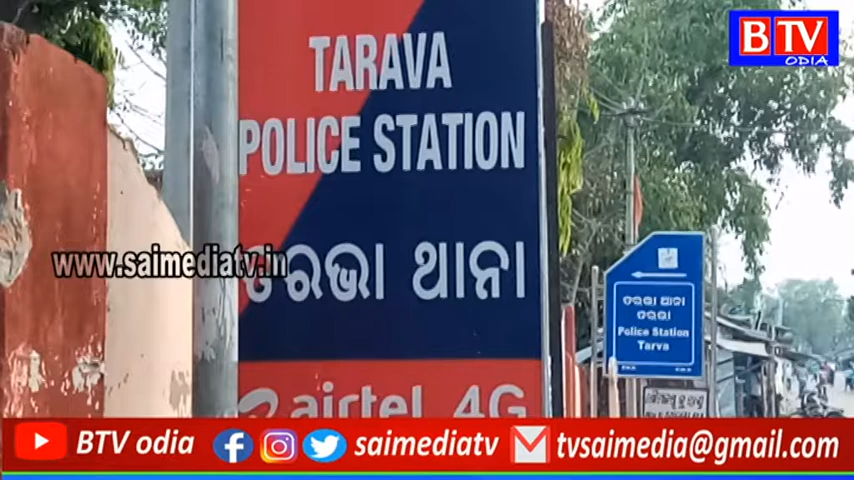 BTV
ODIA
TARAVA
POLICE STATION
ତରଭା ଥାନା
www.saimediatv.in
ତରଭା ଥାନା
ତରଭା
Police Station
Tarva
airtel 4G
BTV odia
saimediatv
tvsaimedia@gmail.com